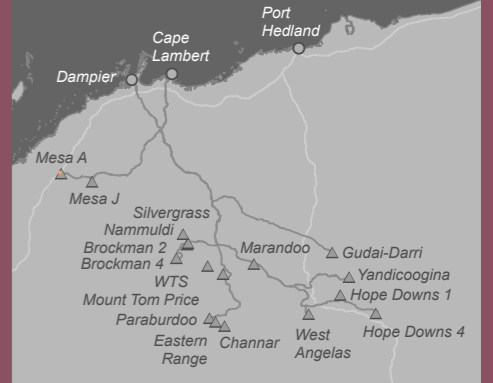 Port
Hedland
Cape
Lambert
Dampier
Mesa A
Mesa J
Silvergrass
Nammuldi
Brockman 2
Brockman 4
Marandoo
Gudai-Darri
Yandicoogina
WTS
Hope Downs 1
Mount Tom Price
Paraburdoo
Eastern
Range
Channar
West
Angelas
Hope Downs 4